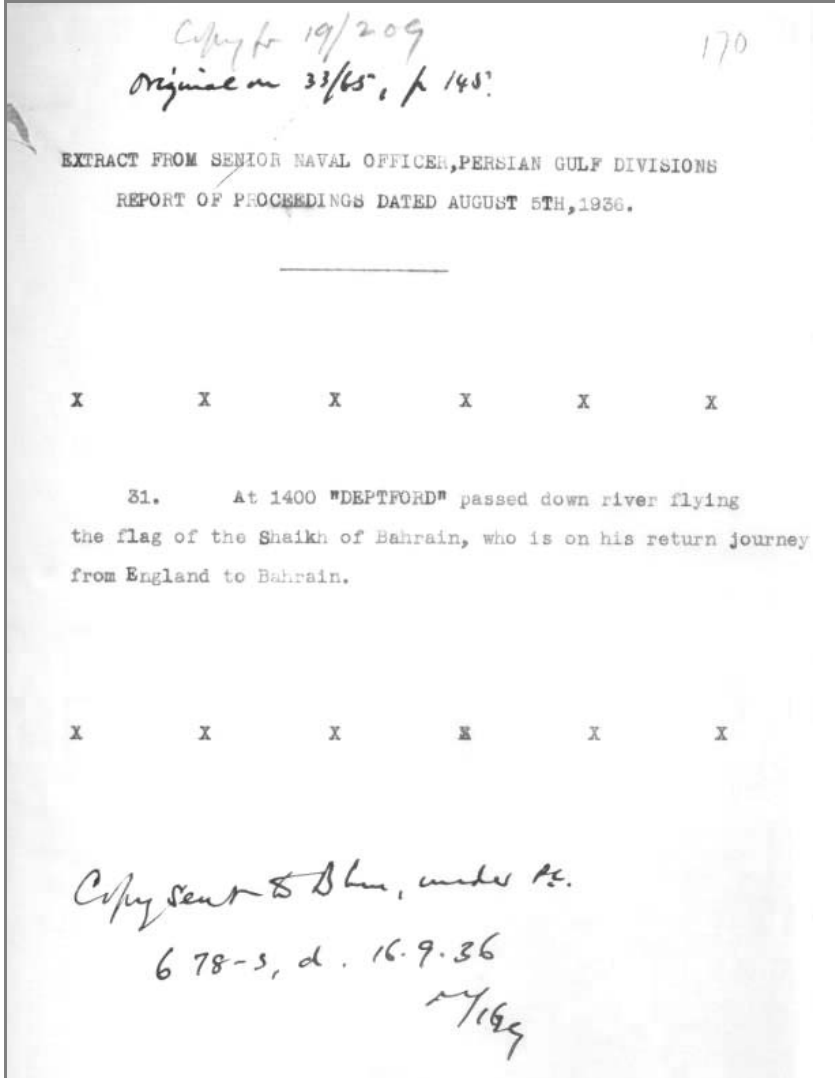 Copy for 19/209
170
Original on 33/65, p 145.
EXTRACT FROM SENIOR NAVAL OFFICER,PERSIAN GULF DIVISIONS
REPORT OF PROCEEDINGS DATED AUGUST 5TH,1936.
X X X X X X
31. At 1400 "DEPTFORD" passed down river flying
the flag of the Shaikh of Bahrain, who is on his return journey
from England to Bahrain.
X X X X X X
Copy sent to Bhn, under P.L.
678-S, d. 16.9.36